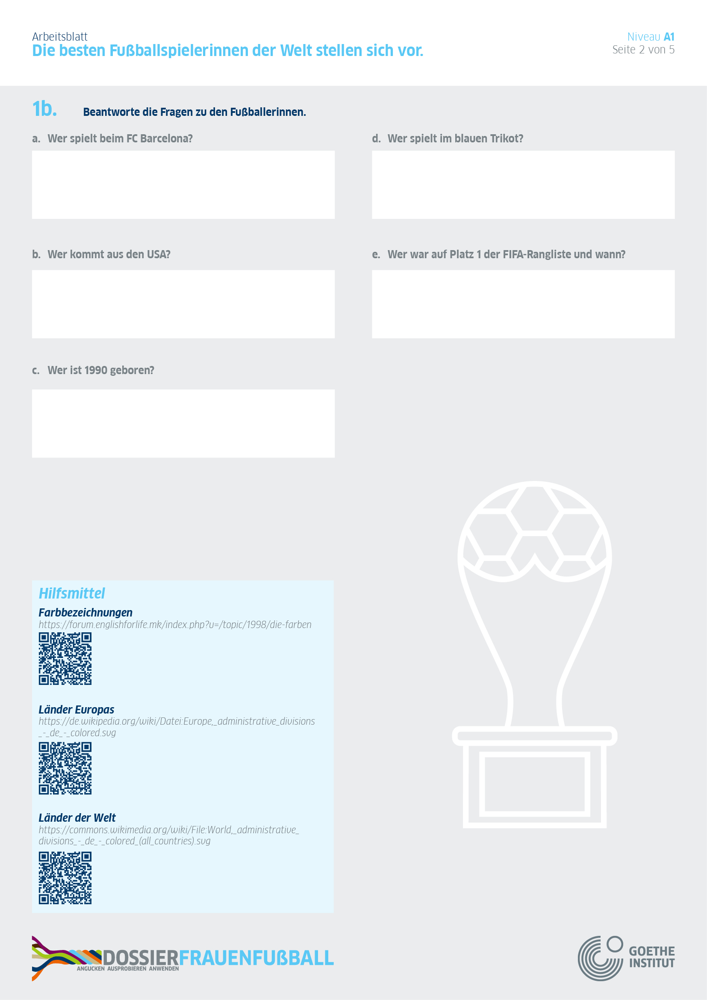 Arbeitsblatt
Die besten Fußballspielerinnen der Welt stellen sich vor.
Niveau A1
Seite 2 von 5
1b. Beantworte die Fragen zu den Fußballerinnen.
a. Wer spielt beim FC Barcelona?
b. Wer kommt aus den USA?
c. Wer ist 1990 geboren?
d. Wer spielt im blauen Trikot?
e. Wer war auf Platz 1 der FIFA-Rangliste und wann?
Hilfsmittel
Farbbezeichnungen
https://forum.englishforlife.mk/index.php?u=/topic/1998/die-farben
Länder Europas
https://de.wikipedia.org/wiki/Datei:Europe,_administrative_divisions
_-_de_-_colored.svg
Länder der Welt
https://commons.wikimedia.org/wiki/File:World,_administrative_
divisions_-_de_-_colored_(all_countries).svg
DOSSIERFRAUENFUßBALL
ANGUCKEN AUSPROBIEREN ANWENDEN
GOETHE
INSTITUT